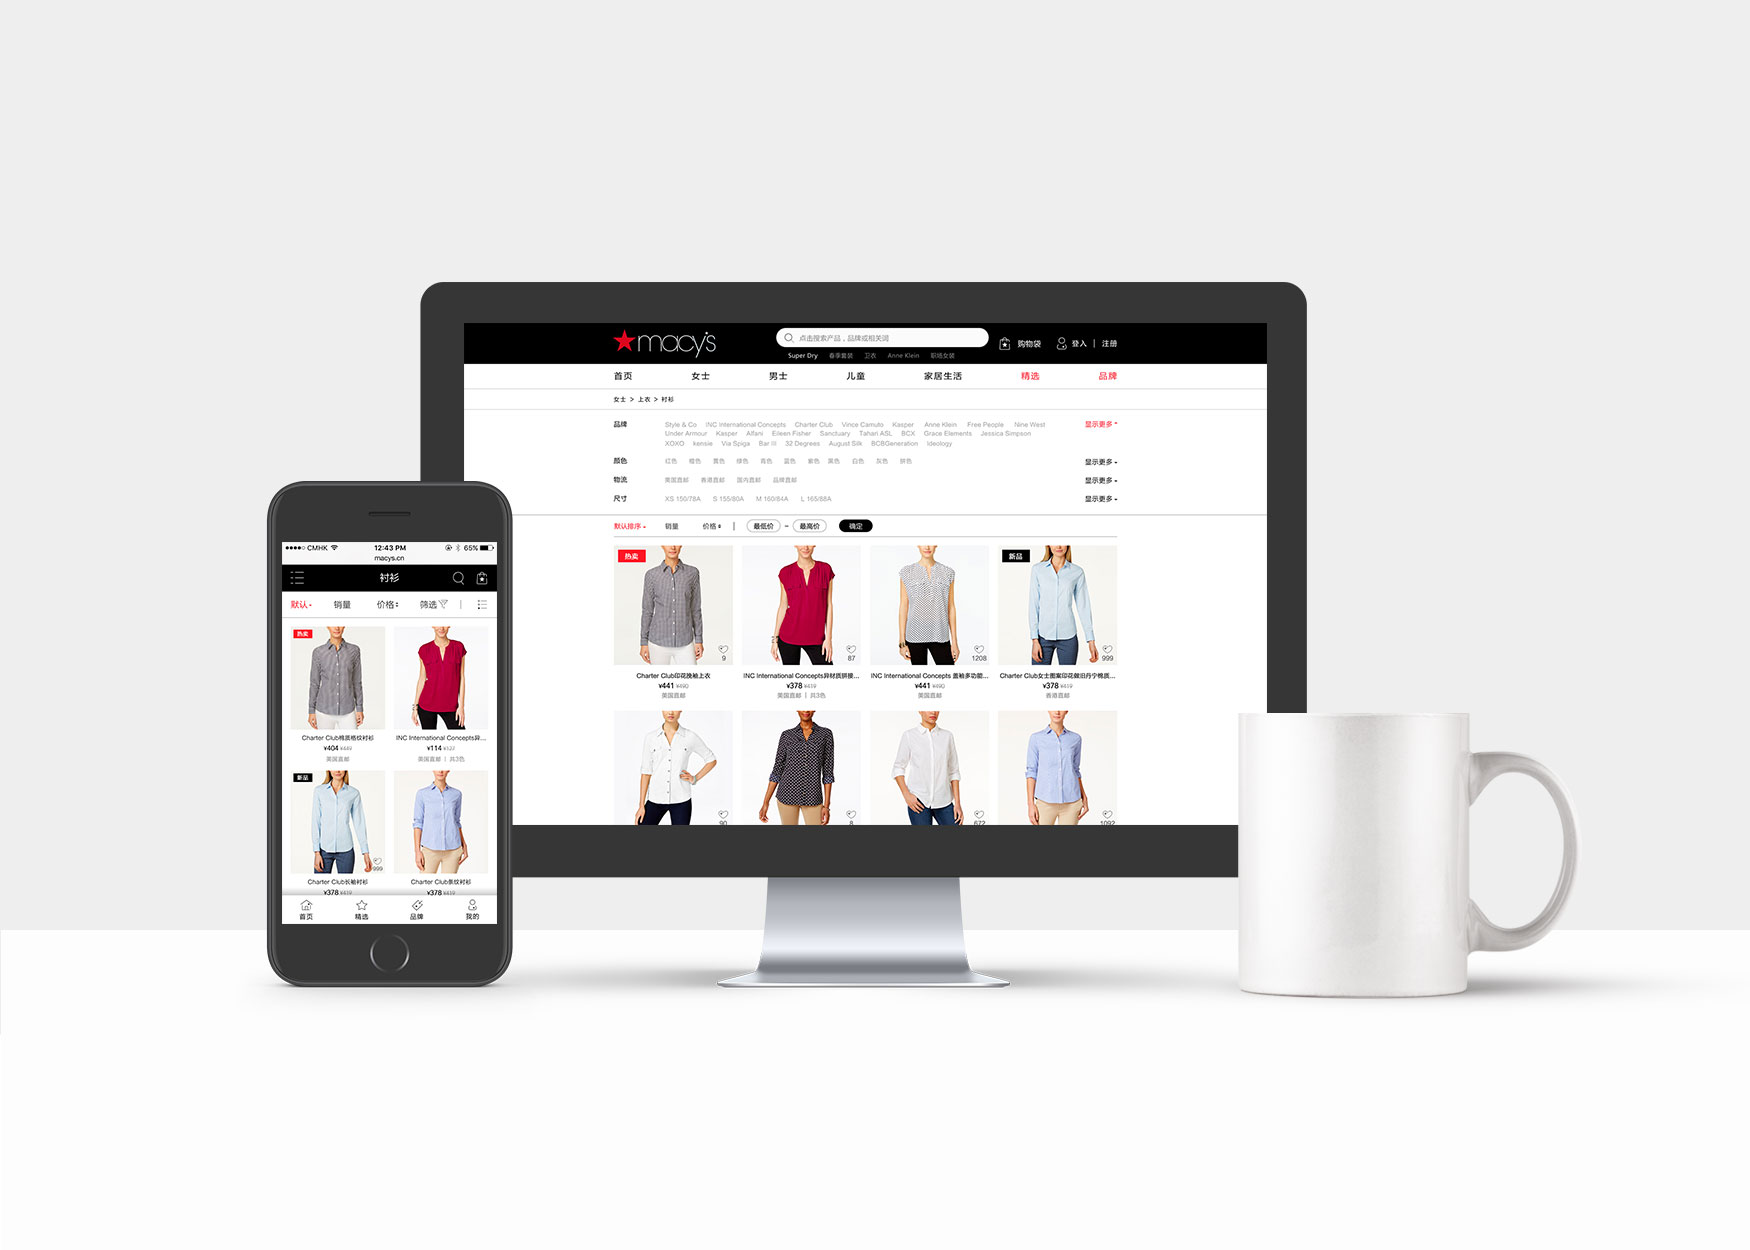 macy's
点击搜索产品，品牌或相关词
购物袋 登入 | 注册
Super Dry 春季套装 卫衣 Anne Klein 职场女装
首页 女士 男士 儿童 家居生活 精选 品牌
女士 > 上衣 > 衬衫
品牌 Style & Co INC International Concepts Charter Club Vince Camuto Kasper Anne Klein Free People Nine West 显示更多
Under Armour Kasper Alfani Eileen Fisher Sanctuary Tahari ASL BCX Grace Elements Jessica Simpson
XOXO kensie Via Spiga Bar III 32 Degrees August Silk BCBGeneration Ideology
颜色 红色 橙色 黄色 绿色 青色 蓝色 紫色 黑色 白色 灰色 拼色 显示更多
物流 美国直邮 香港直邮 国内直邮 品牌直邮 显示更多
尺寸 XS 150/78A S 155/80A M 160/84A L 165/88A 显示更多
默认排序 销量 价格 | 最低价 - 最高价 确定
热卖 新品
9 87 1208 999
Charter Club印花挽袖上衣 INC International Concepts异材质拼接... INC International Concepts 盖袖多功能... Charter Club女士图案印花做旧丹宁棉质...
¥441 ¥490 ¥378 ¥419 ¥441 ¥490 ¥378 ¥419
美国直邮 美国直邮 | 共3色 美国直邮 香港直邮
90 8 672 1092
CMHK 12:43 PM 65%
macys.cn
衬衫
默认 销量 价格 筛选 |
热卖
Charter Club棉质格纹衬衫 INC International Concepts异...
¥404 ¥449 ¥114 ¥127
美国直邮 美国直邮 | 共3色
新品
999
Charter Club长袖衬衫 Charter Club条纹衬衫
¥378 ¥419 ¥378 ¥419
首页 精选 品牌 我的